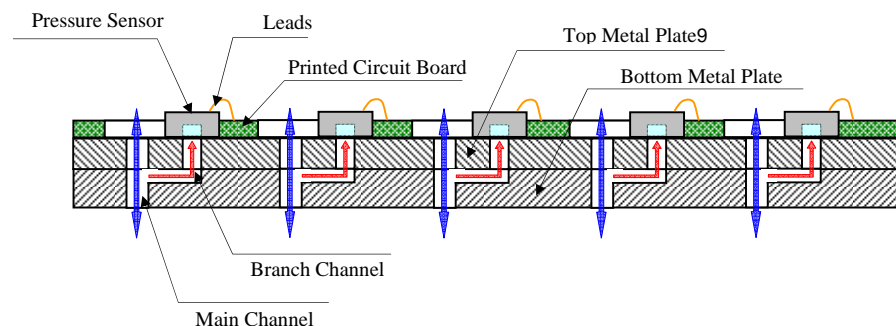 Pressure Sensor
Leads
Top Metal Plate9
Printed Circuit Board
Bottom Metal Plate
Branch Channel
Main Channel